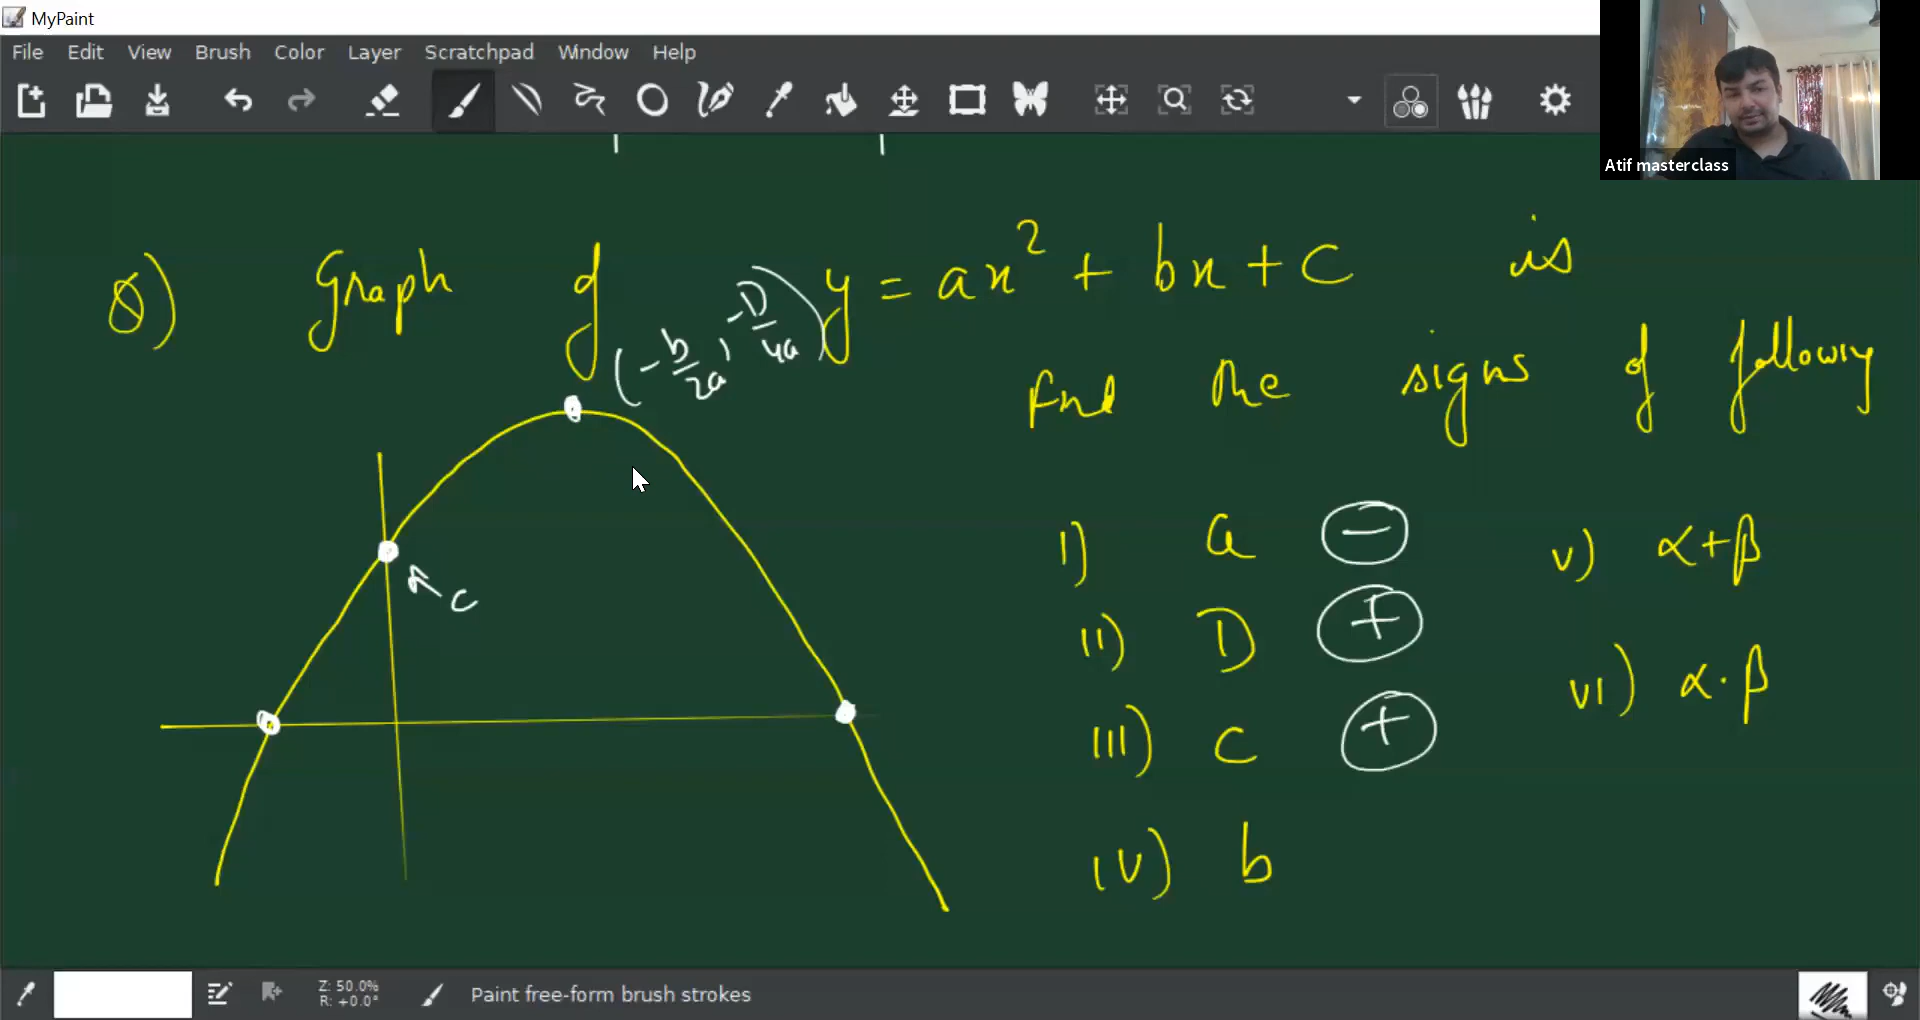 MyPaint
File Edit View Brush Color Layer Scratchpad Window Help
Atif masterclass
Q) Graph of y = ax² + bx + c is
(-b/2a, -D/4a)
Find the signs of following
I) a −
II) D +
III) c +
IV) b
V) α+β
VI) α·β
c
Z: 50.0%
R: +0.0°
Paint free-form brush strokes